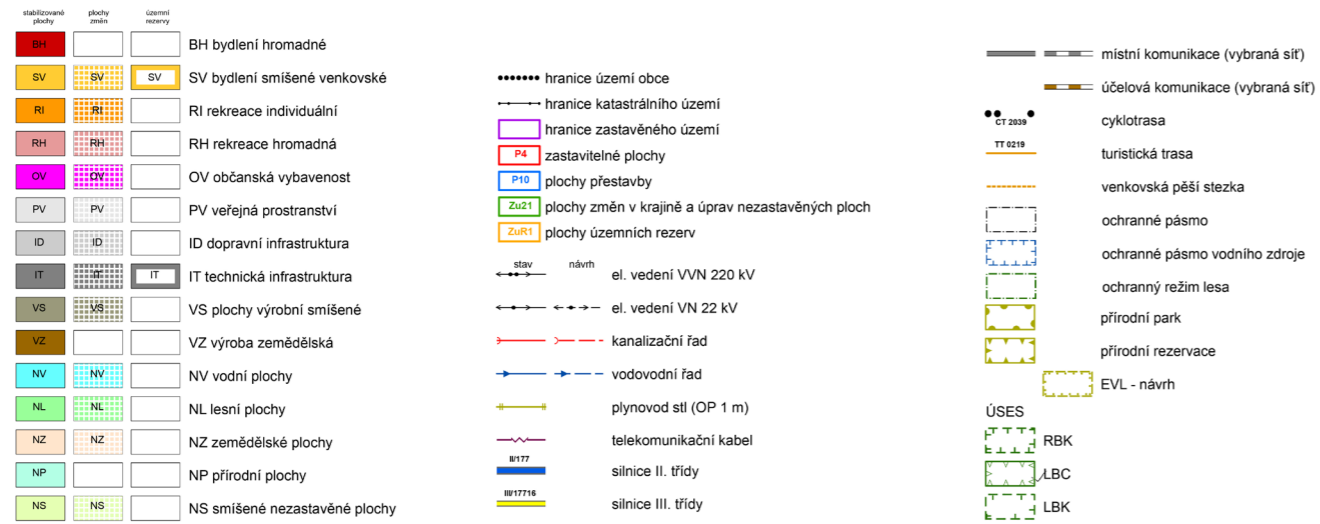 stabilizované
plochy
plochy
změn
územní
rezervy
BH BH bydlení hromadné
SV SV SV SV bydlení smíšené venkovské
RI RI RI rekreace individuální
RH RH RH rekreace hromadná
OV OV OV občanská vybavenost
PV PV PV veřejná prostranství
ID ID ID dopravní infrastruktura
IT IT IT IT technická infrastruktura
VS VS VS plochy výrobní smíšené
VZ VZ výroba zemědělská
NV NV NV vodní plochy
NL NL NL lesní plochy
NZ NZ NZ zemědělské plochy
NP NP přírodní plochy
NS NS NS smíšené nezastavěné plochy
hranice území obce
hranice katastrálního území
hranice zastavěného území
P4 zastavitelné plochy
P10 plochy přestavby
Zu21 plochy změn v krajině a úprav nezastavěných ploch
ZuR1 plochy územních rezerv
stav návrh
el. vedení VVN 220 kV
el. vedení VN 22 kV
kanalizační řad
vodovodní řad
plynovod stl (OP 1 m)
telekomunikační kabel
II/177
silnice II. třídy
III/17716
silnice III. třídy
místní komunikace (vybraná síť)
účelová komunikace (vybraná síť)
CT 2039 cyklotrasa
TT 0219
turistická trasa
venkovská pěší stezka
ochranné pásmo
ochranné pásmo vodního zdroje
ochranný režim lesa
přírodní park
přírodní rezervace
EVL - návrh
ÚSES
RBK
LBC
LBK